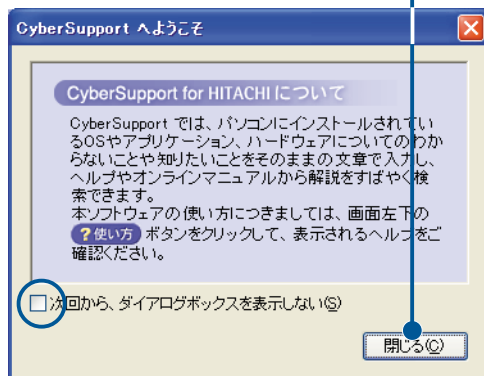 CyberSupport へようこそ
CyberSupport for HITACHI について
CyberSupport では、パソコンにインストールされてい
るOSやアプリケーション、ハードウェアについてのわか
らないことや知りたいことをそのままの文章で入力し、
ヘルプやオンラインマニュアルから解説をすばやく検
索できます。
本ソフトウェアの使い方につきましては、画面左下の
?使い方 ボタンをクリックして、表示されるヘルプをご
確認ください。
次回から、ダイアログボックスを表示しない(S)
閉じる(C)